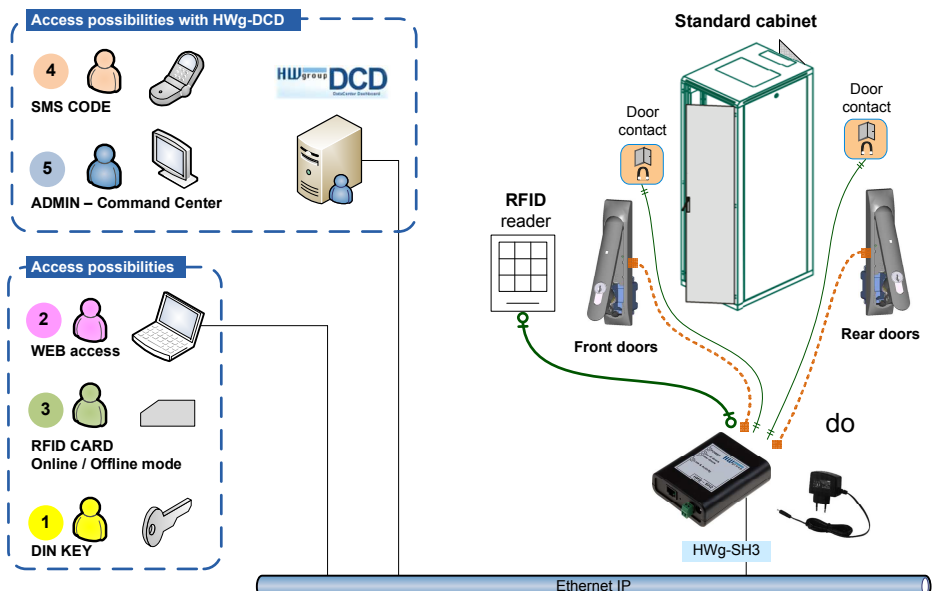 Access possibilities with HWg-DCD
4
SMS CODE
HWgroup DCD
DataCenter Dashboard
5
ADMIN – Command Center
Access possibilities
2
WEB access
3
RFID CARD
Online / Offline mode
1
DIN KEY
Standard cabinet
Door
contact
Door
contact
RFID
reader
Front doors
Rear doors
do
HWg-SH3
Ethernet IP